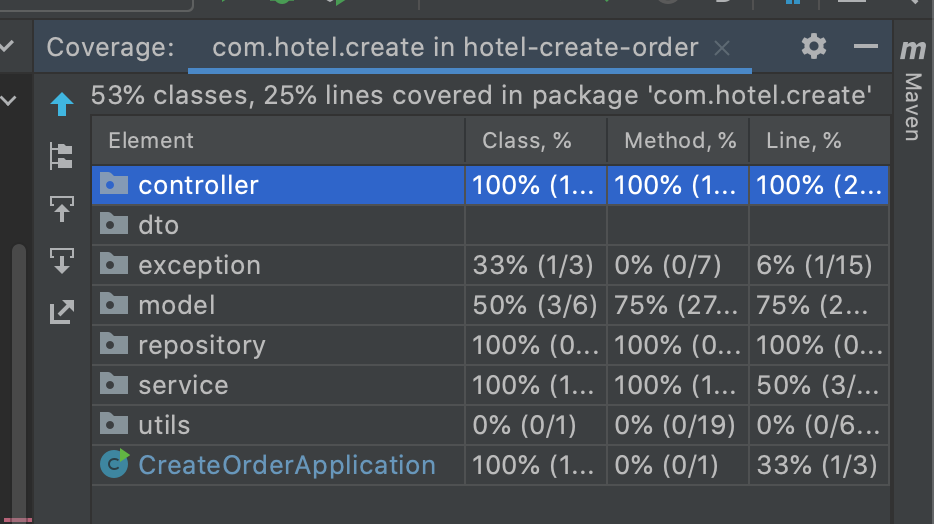 Coverage: com.hotel.create in hotel-create-order
m
Maven
53% classes, 25% lines covered in package 'com.hotel.create'
Element Class, % Method, % Line, %
controller 100% (1... 100% (1... 100% (2...
dto
exception 33% (1/3) 0% (0/7) 6% (1/15)
model 50% (3/6) 75% (27... 75% (2...
repository 100% (0... 100% (0... 100% (0...
service 100% (1... 100% (1... 50% (3/...
utils 0% (0/1) 0% (0/19) 0% (0/6...
C CreateOrderApplication 100% (1... 0% (0/1) 33% (1/3)